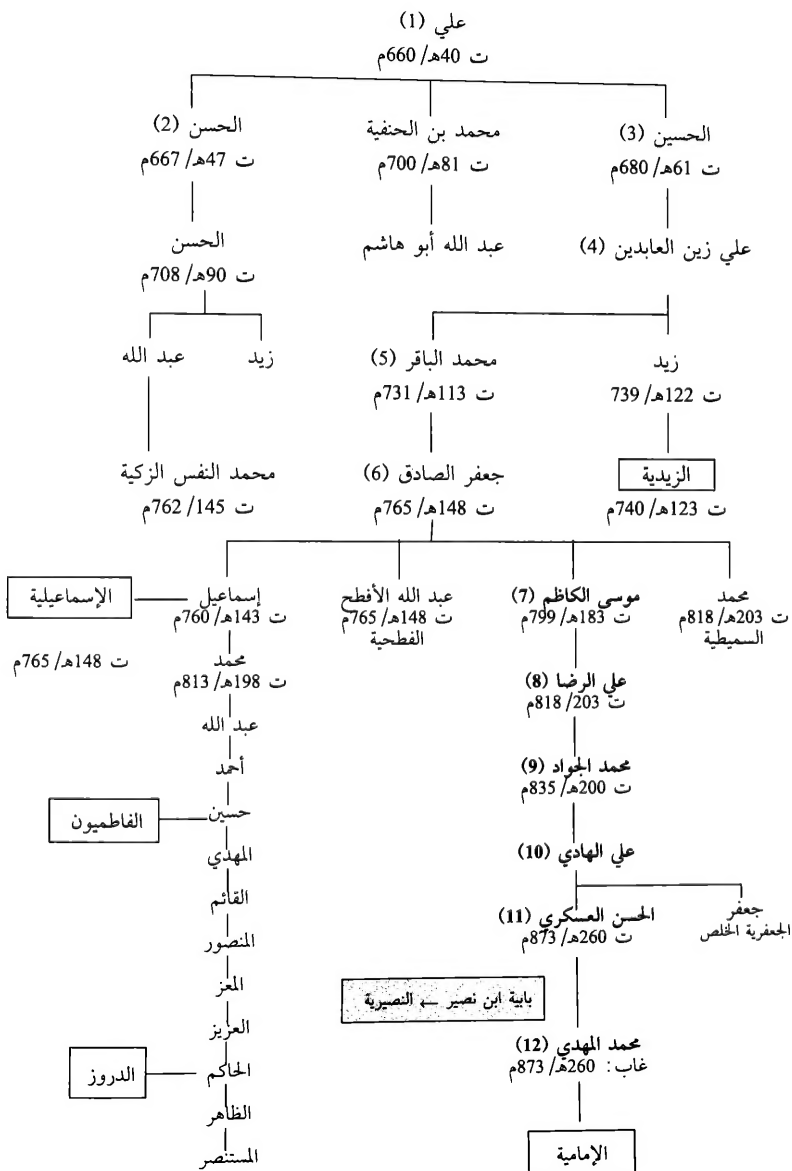 علي (1)
ت 40هـ/660م
الحسين (3)
ت 61هـ/680م
محمد بن الحنفية
ت 81هـ/700م
الحسن (2)
ت 47هـ/667م
علي زين العابدين (4)
عبد الله أبو هاشم
الحسن
ت 90هـ/708م
زيد
ت 122هـ/739
محمد الباقر (5)
ت 113هـ/731م
زيد
عبد الله
الزيدية
ت 123هـ/740م
جعفر الصادق (6)
ت 148هـ/765م
محمد النفس الزكية
ت 145/762م
محمد
ت 203هـ/818م
السميطية
موسى الكاظم (7)
ت 183هـ/799م
عبد الله الأفطح
ت 148هـ/765م
الفطحية
إسماعيل
ت 143هـ/760م
الإسماعيلية
ت 148هـ/765م
علي الرضا (8)
ت 203/818م
محمد
ت 198هـ/813م
عبد الله
محمد الجواد (9)
ت 200هـ/835م
أحمد
حسين
الفاطميون
علي الهادي (10)
المهدي
جعفر
الجعفرية الخلص
الحسن العسكري (11)
ت 260هـ/873م
القائم
المنصور
بابية ابن نصير ← النصيرية
المعز
العزيز
محمد المهدي (12)
غاب: 260هـ/873م
الحاكم
الدروز
الظاهر
الإمامية
المستنصر